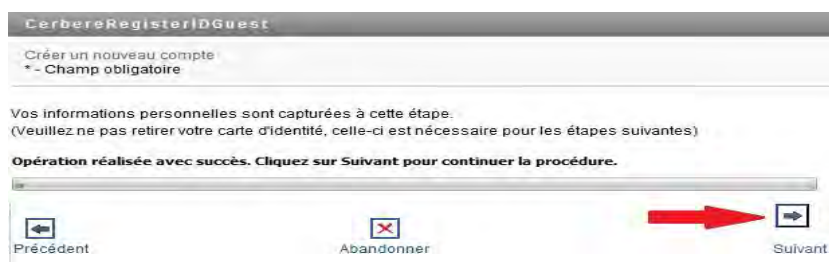 CerbereRegisterIDGuest
Créer un nouveau compte
* - Champ obligatoire
Vos informations personnelles sont capturées à cette étape.
(Veuillez ne pas retirer votre carte d'identité, celle-ci est nécessaire pour les étapes suivantes)
Opération réalisée avec succès. Cliquez sur Suivant pour continuer la procédure.
Précédent Abandonner Suivant